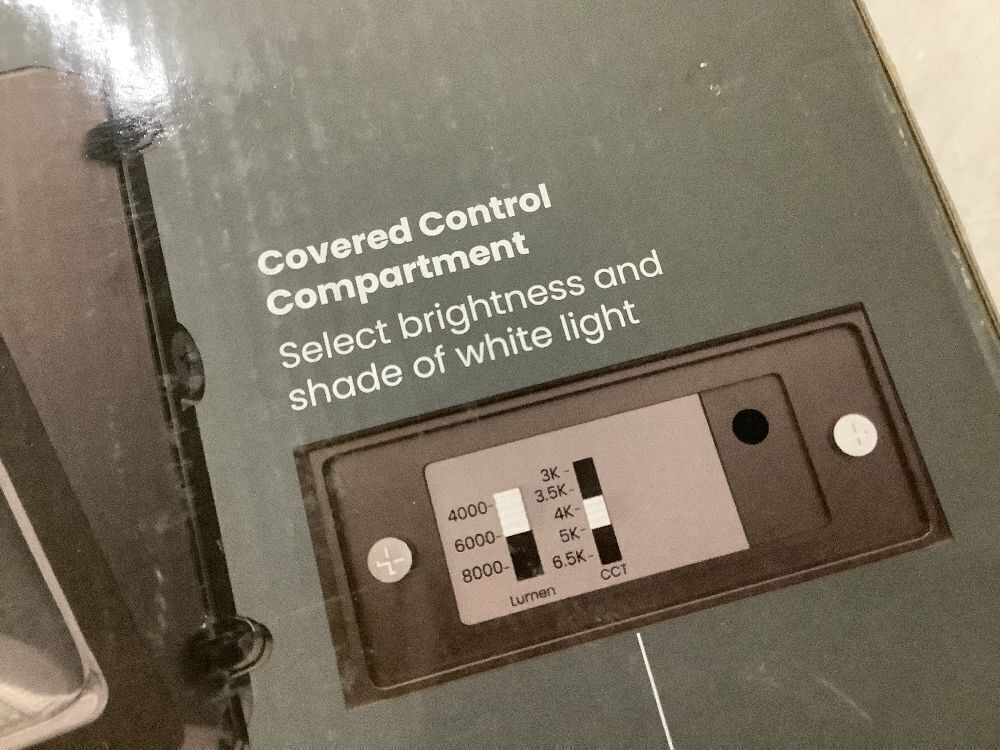 Covered Control
Compartment
Select brightness and
shade of white light
4000-
6000-
8000-
Lumen
3K-
3.5K-
4K-
5K-
6.5K-
CCT